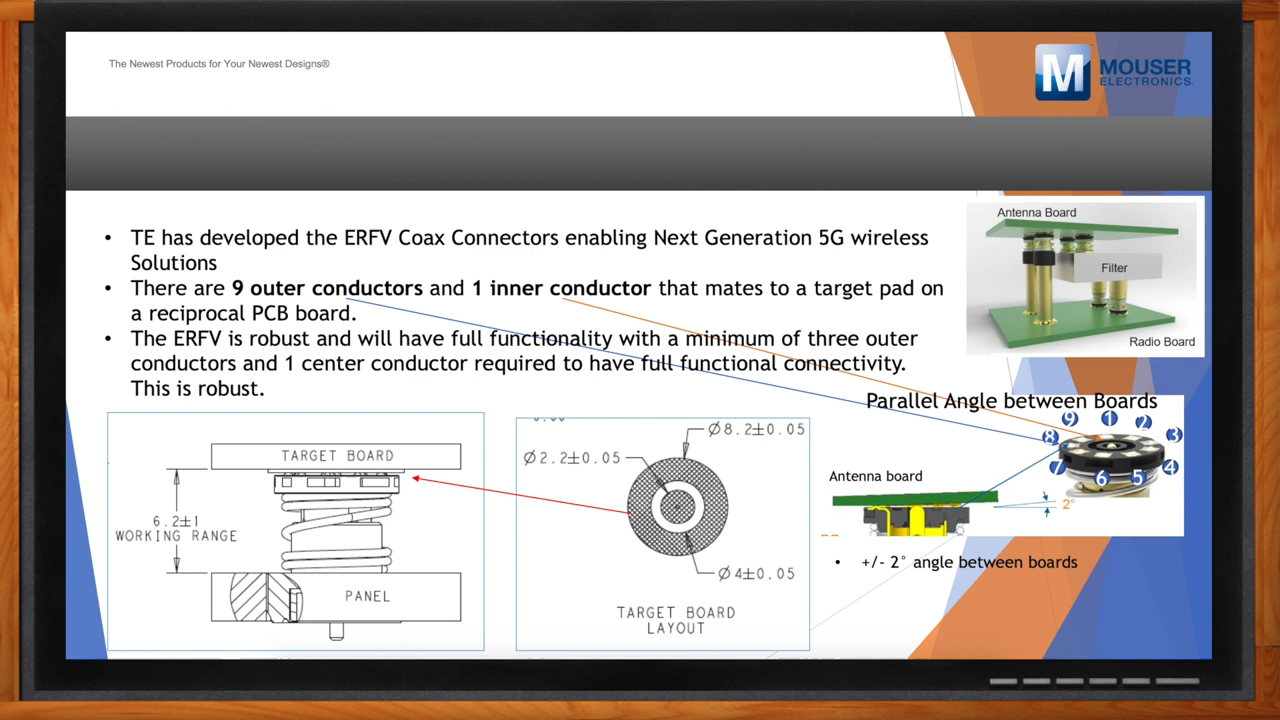 The Newest Products for Your Newest Designs®
M MOUSER
ELECTRONICS
• TE has developed the ERFV Coax Connectors enabling Next Generation 5G wireless
Solutions
• There are 9 outer conductors and 1 inner conductor that mates to a target pad on
a reciprocal PCB board.
• The ERFV is robust and will have full functionality with a minimum of three outer
conductors and 1 center conductor required to have full functional connectivity.
This is robust.
Antenna Board
Filter
Radio Board
Parallel Angle between Boards
9 1 2 3
8
7 6 5 4
Antenna board
2°
• +/- 2° angle between boards
TARGET BOARD
6.2±1
WORKING RANGE
PANEL
Ø8.2±0.05
Ø2.2±0.05
Ø4±0.05
TARGET BOARD
LAYOUT